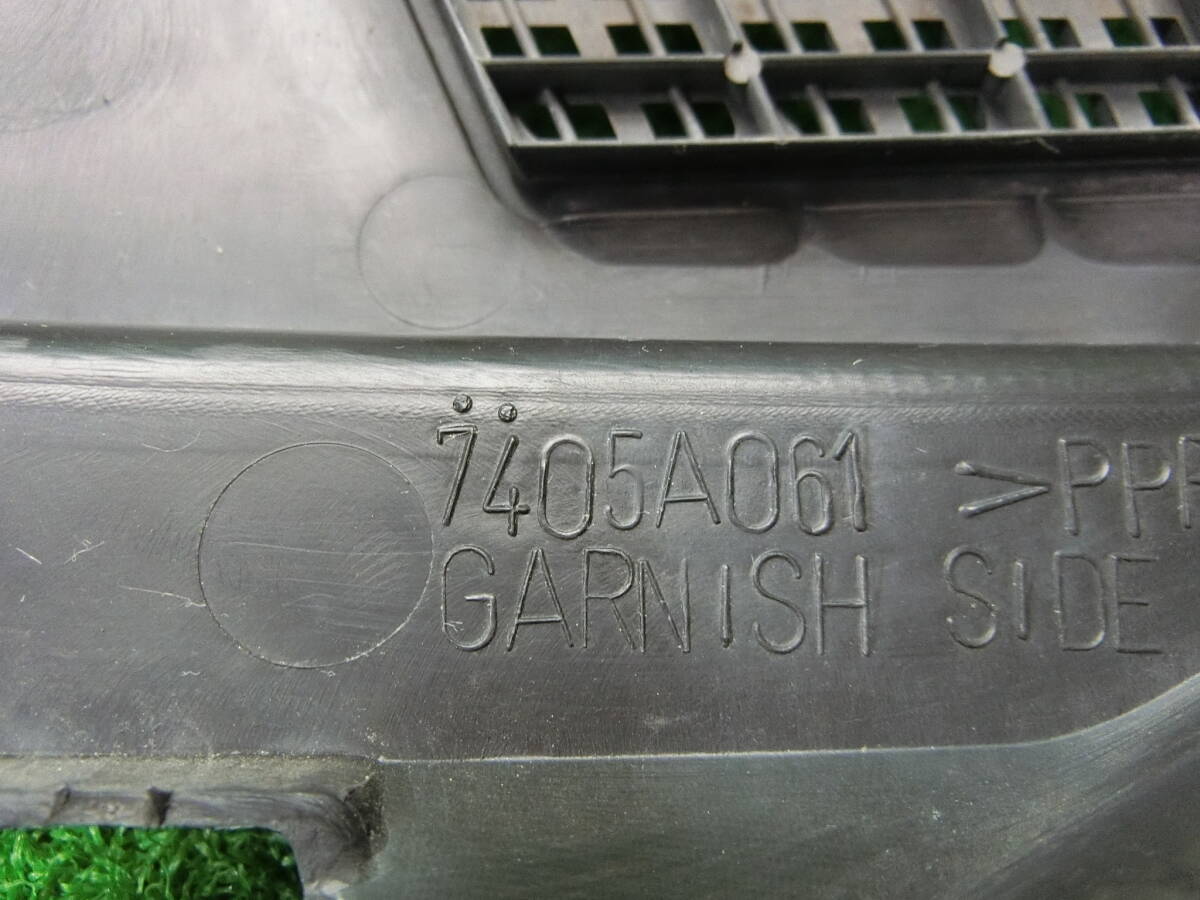 7405A061 >PP
GARNISH SIDE